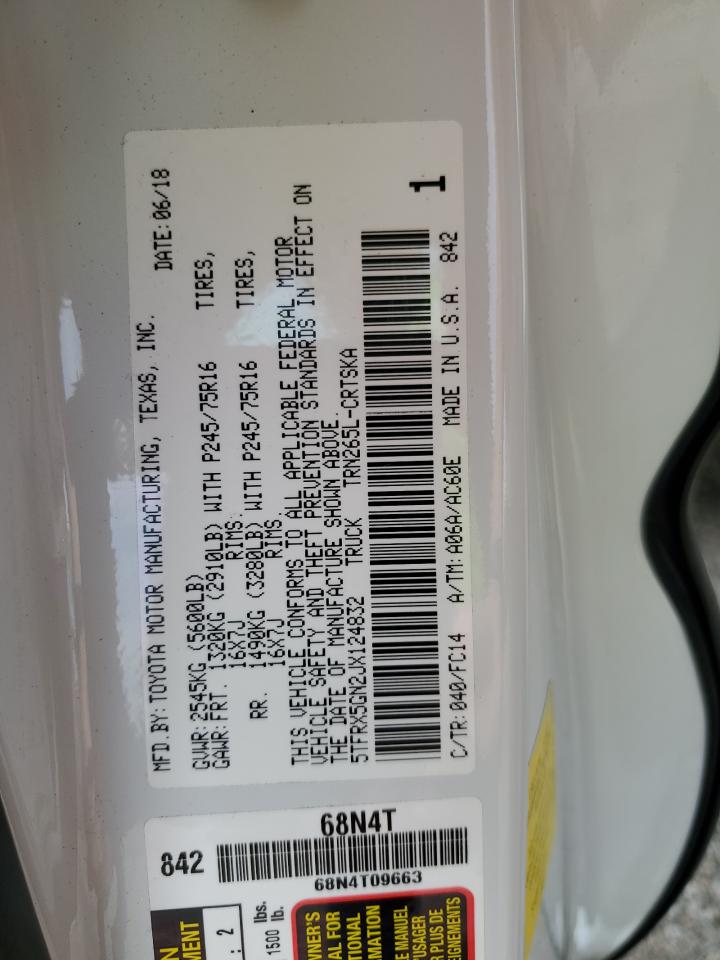 MFD. BY: TOYOTA MOTOR MANUFACTURING, TEXAS, INC. DATE: 06/18
GVWR: 2545KG (5600LB)
GAWR: FRT. 1320KG (2910LB) WITH P245/75R16 TIRES,
16X7J RIMS,
RR. 1490KG (3280LB) WITH P245/75R16 TIRES,
16X7J RIMS.
THIS VEHICLE CONFORMS TO ALL APPLICABLE FEDERAL MOTOR
VEHICLE SAFETY AND THEFT PREVENTION STANDARDS IN EFFECT ON
THE DATE OF MANUFACTURE SHOWN ABOVE.
5TFRX5GN2JX124832 TRUCK TRN265L-CRTSKA
1
C/TR: 040/FC14 A/TM: A06A/AC60E MADE IN U.S.A. 842
842
68N4T
68N4T09663
: 2
1500 lbs.
lb.